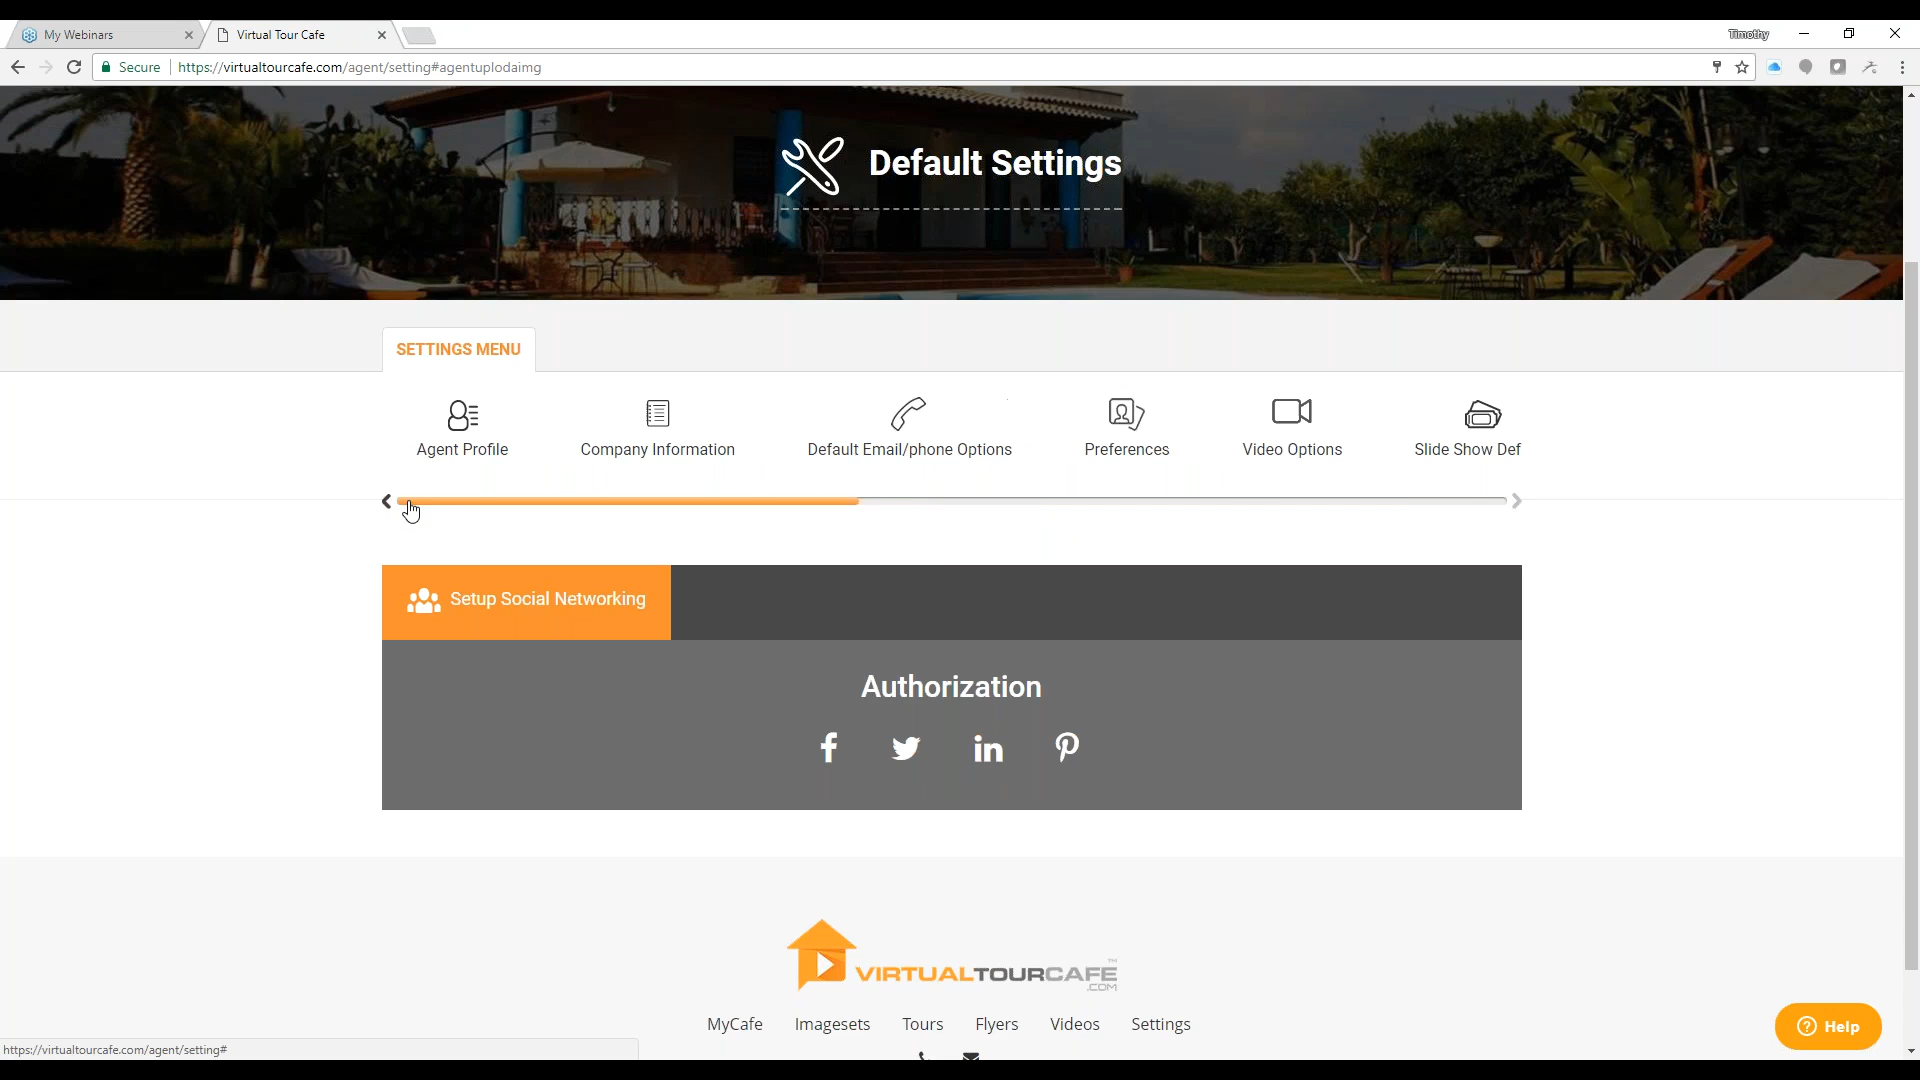 My Webinars
Virtual Tour Cafe
Timothy
Secure
https://virtualtourcafe.com/agent/setting#agentuplodaimg
Default Settings
SETTINGS MENU
Agent Profile
Company Information
Default Email/phone Options
Preferences
Video Options
Slide Show Def
Setup Social Networking
Authorization
VIRTUALTOURCAFE™
.COM
MyCafe Imagesets Tours Flyers Videos Settings
Help
https://virtualtourcafe.com/agent/setting#